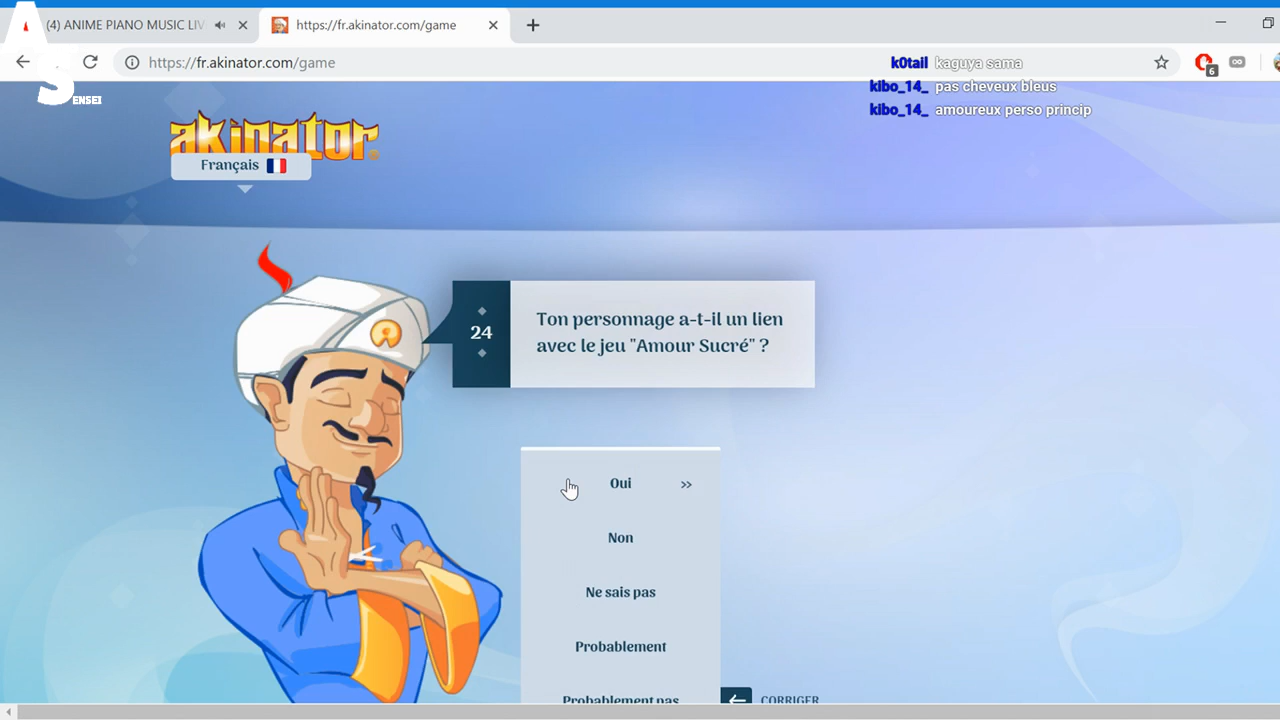 (4) ANIME PIANO MUSIC LIV
https://fr.akinator.com/game
https://fr.akinator.com/game
6
A
SENSEI
k0tail kaguya sama
kibo_14_ pas cheveux bleus
kibo_14_ amoureux perso princip
akinator
Français
24
Ton personnage a-t-il un lien
avec le jeu "Amour Sucré" ?
Oui
Non
Ne sais pas
Probablement
Probablement pas
CORRIGER